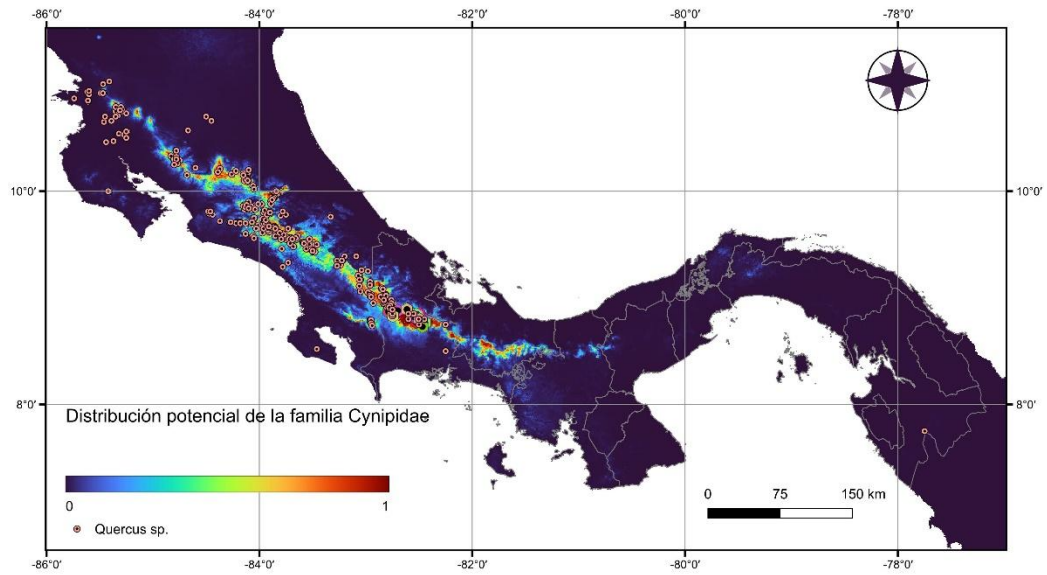 -86°0' -84°0' -82°0' -80°0' -78°0'
10°0' 10°0'
8°0' 8°0'
Distribución potencial de la familia Cynipidae
0 1
Quercus sp.
0 75 150 km
-86°0' -84°0' -82°0' -80°0' -78°0'